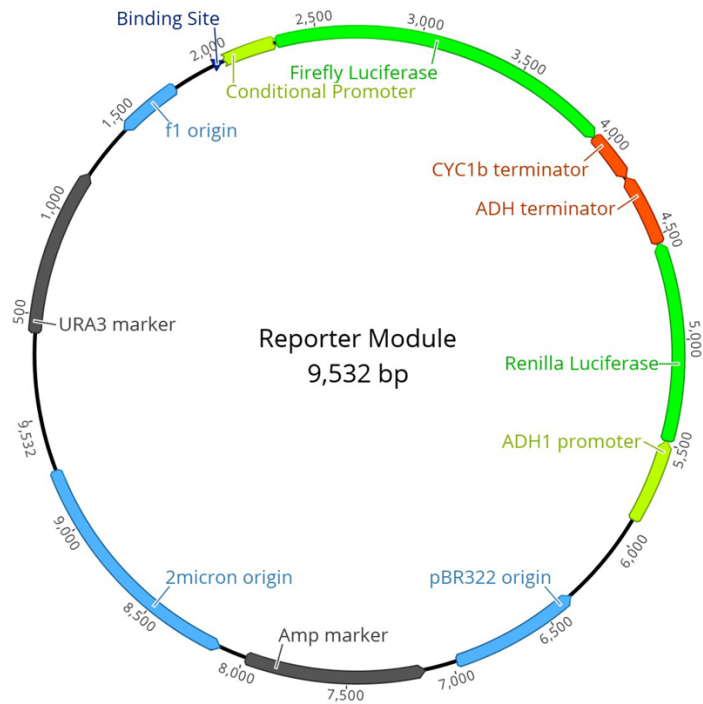 Binding Site
2,000
2,500
3,000
Firefly Luciferase
Conditional Promoter
3,500
1,500
f1 origin
4,000
CYC1b terminator
ADH terminator
4,500
1,000
500
URA3 marker
Reporter Module
9,532 bp
5,000
Renilla Luciferase
ADH1 promoter
5,500
9,532
9,000
6,000
2micron origin
pBR322 origin
8,500
6,500
Amp marker
8,000
7,500
7,000